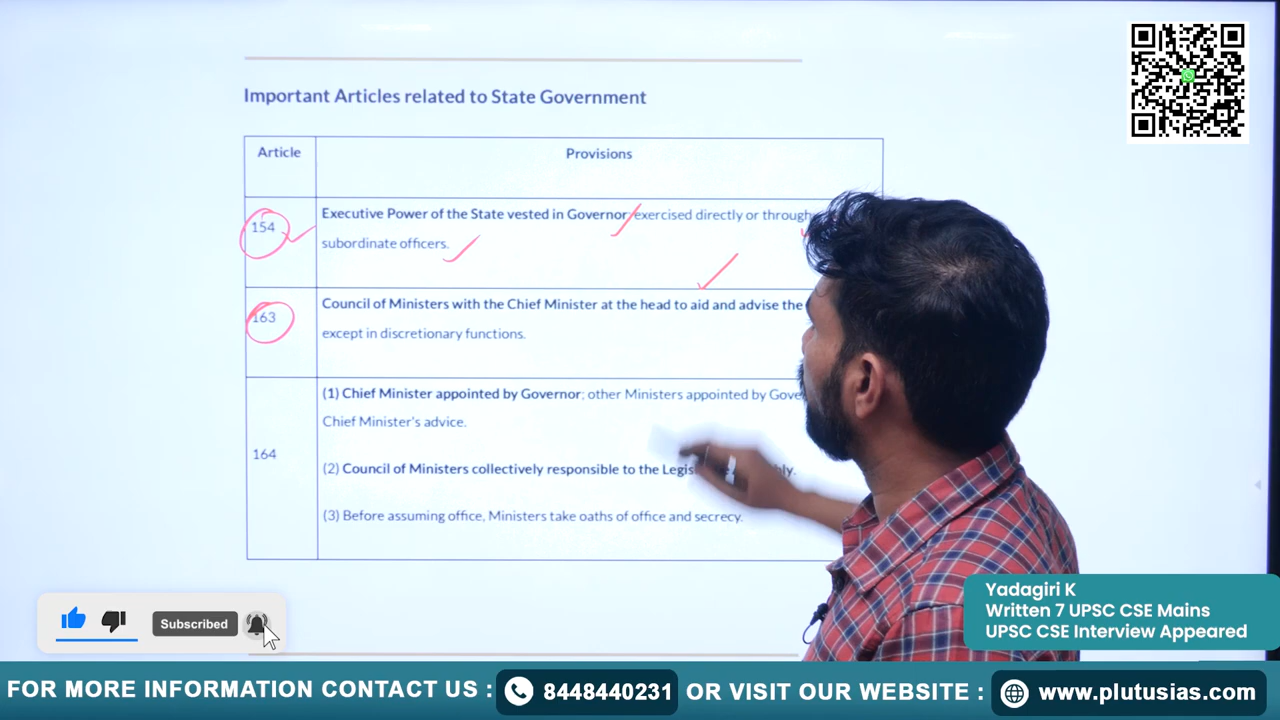 Important Articles related to State Government
Article Provisions
154
Executive Power of the State vested in Governor exercised directly or through
subordinate officers.
163
Council of Ministers with the Chief Minister at the head to aid and advise the
except in discretionary functions.
164
(1) Chief Minister appointed by Governor; other Ministers appointed by
Chief Minister's advice.
(2) Council of Ministers collectively responsible to the
(3) Before assuming office, Ministers take oaths of office and secrecy.
Subscribed
Yadagiri K
Written 7 UPSC CSE Mains
UPSC CSE Interview Appeared
FOR MORE INFORMATION CONTACT US : 8448440231 OR VISIT OUR WEBSITE : www.plutusias.com